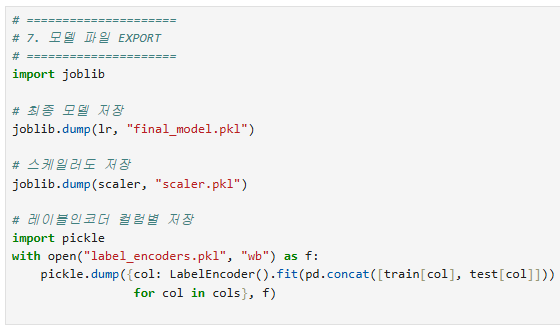 # =====================
# 7. 모델 파일 EXPORT
# =====================
import joblib
# 최종 모델 저장
joblib.dump(lr, "final_model.pkl")
# 스케일러도 저장
joblib.dump(scaler, "scaler.pkl")
# 레이블인코더 컬럼별 저장
import pickle
with open("label_encoders.pkl", "wb") as f:
    pickle.dump({col: LabelEncoder().fit(pd.concat([train[col], test[col]]))
                 for col in cols}, f)